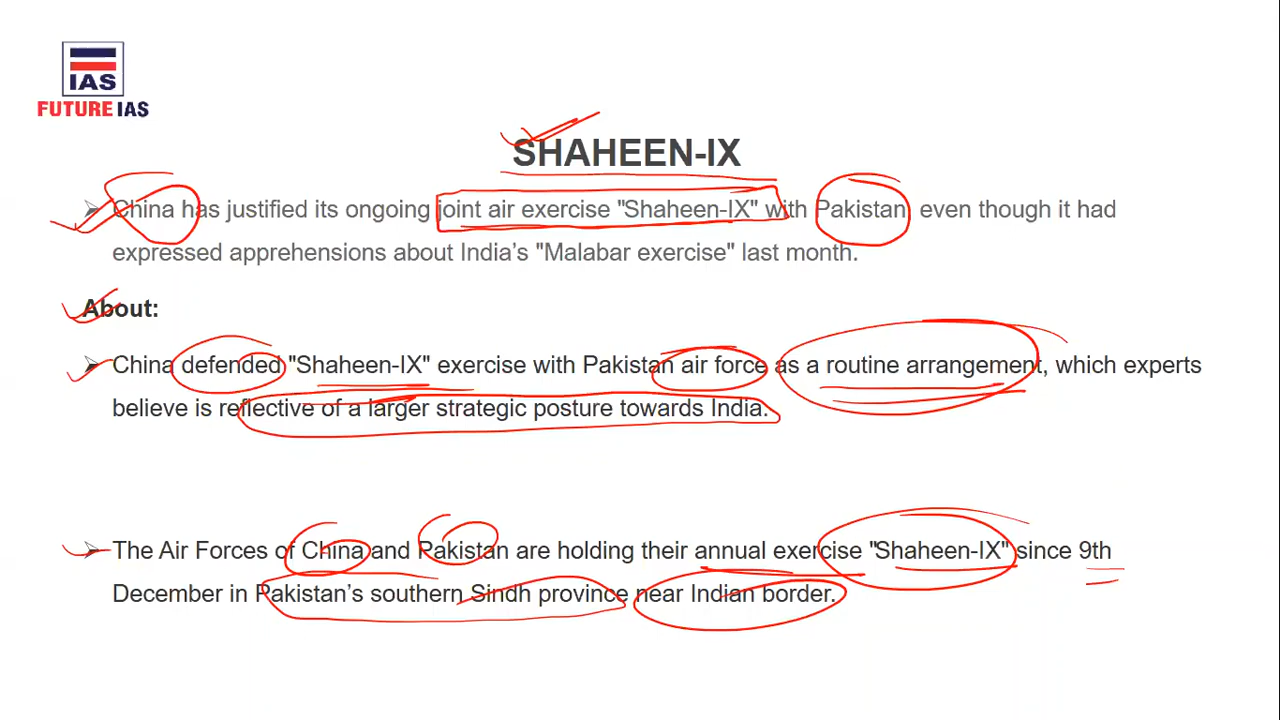 IAS
FUTURE IAS
SHAHEEN-IX
China has justified its ongoing joint air exercise "Shaheen-IX" with Pakistan, even though it had
expressed apprehensions about India's "Malabar exercise" last month.
About:
China defended "Shaheen-IX" exercise with Pakistan air force as a routine arrangement, which experts
believe is reflective of a larger strategic posture towards India.
The Air Forces of China and Pakistan are holding their annual exercise "Shaheen-IX" since 9th
December in Pakistan's southern Sindh province near Indian border.